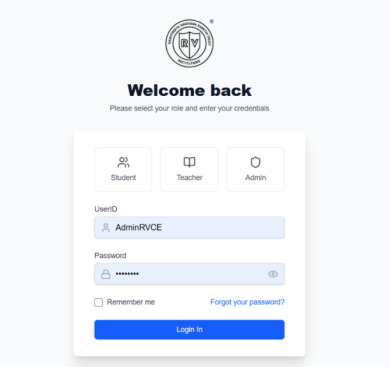 RV
INSTITUTIONS
Welcome back
Please select your role and enter your credentials
Student Teacher Admin
UserID
AdminRVCE
Password
••••••••
Remember me Forgot your password?
Login In